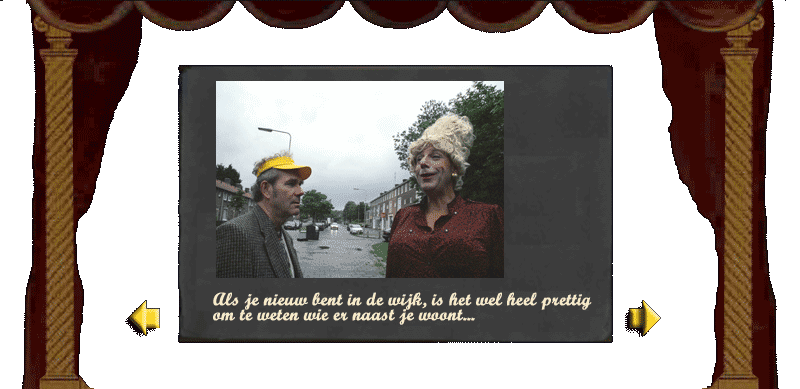 Als je nieuw bent in de wijk, is het wel heel prettig
om te weten wie er naast je woont...